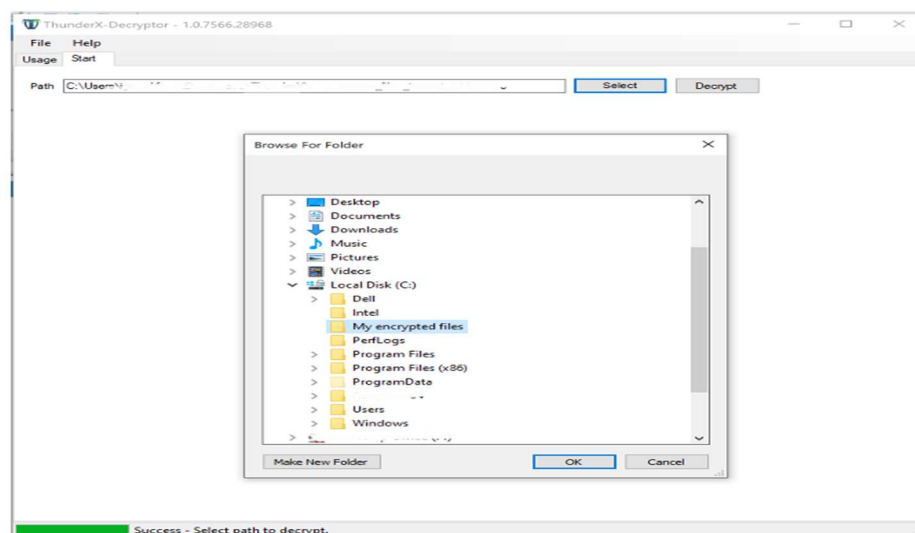 ThunderX-Decryptor - 1.0.7566.28968
File Help
Usage Start
Path C:\Users\ Select Decrypt
Browse For Folder
Desktop
Documents
Downloads
Music
Pictures
Videos
Local Disk (C:)
Dell
Intel
My encrypted files
PerfLogs
Program Files
Program Files (x86)
ProgramData
Users
Windows
Make New Folder OK Cancel
Success - Select path to decrypt.